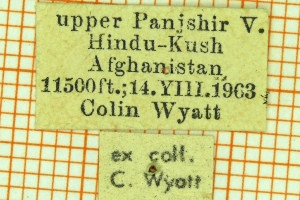 upper Panjshir V.
Hindu-Kush
Afghanistan
11500ft.;14.VIII.1963
Colin Wyatt
ex coll.
C. Wyatt